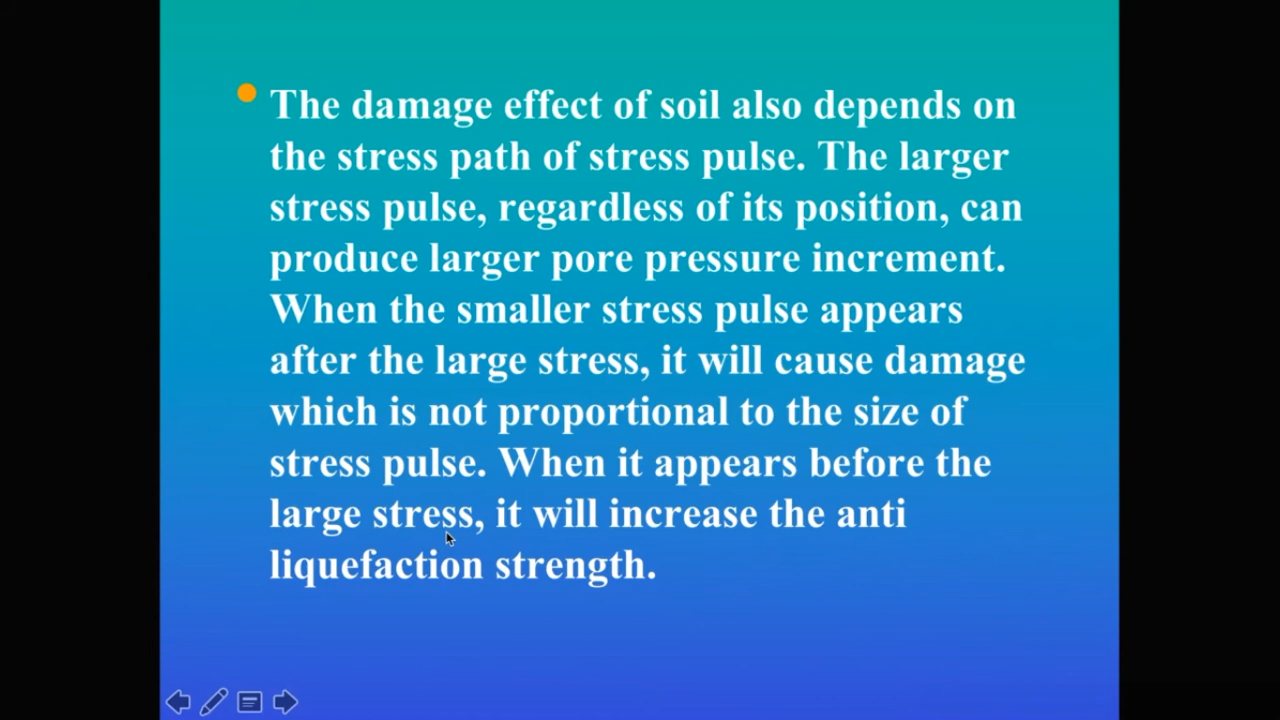 The damage effect of soil also depends on
the stress path of stress pulse. The larger
stress pulse, regardless of its position, can
produce larger pore pressure increment.
When the smaller stress pulse appears
after the large stress, it will cause damage
which is not proportional to the size of
stress pulse. When it appears before the
large stress, it will increase the anti
liquefaction strength.